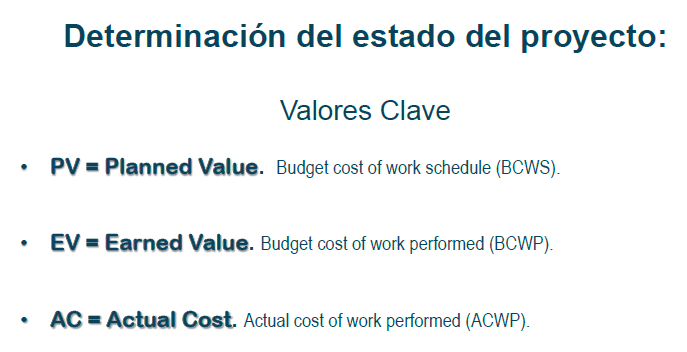 Determinación del estado del proyecto:
Valores Clave
• PV = Planned Value. Budget cost of work schedule (BCWS).
• EV = Earned Value. Budget cost of work performed (BCWP).
• AC = Actual Cost. Actual cost of work performed (ACWP).